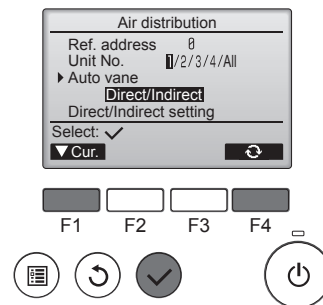 Air distribution
Ref. address 0
Unit No. 1/2/3/4/All
Auto vane
Direct/Indirect
Direct/Indirect setting
Select: ✓
▼Cur.
F1 F2 F3 F4